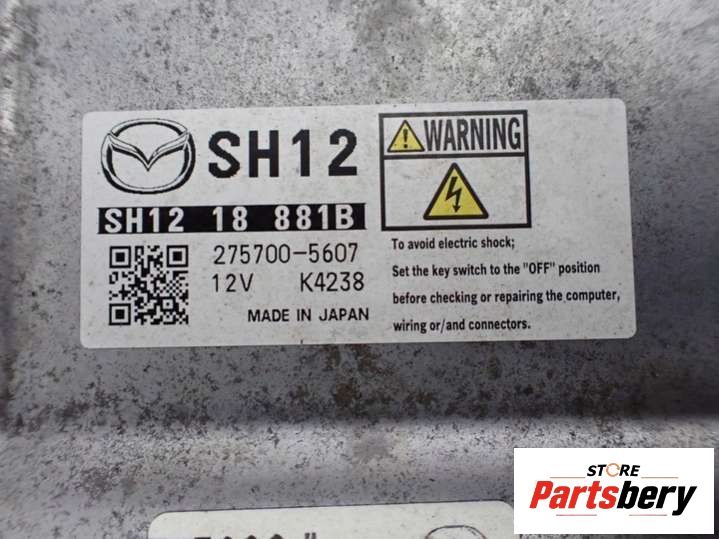 SH12
SH12 18 881B
275700-5607
12V K4238
MADE IN JAPAN
WARNING
To avoid electric shock;
Set the key switch to the "OFF" position
before checking or repairing the computer,
wiring or/and connectors.
STORE
Partsbery